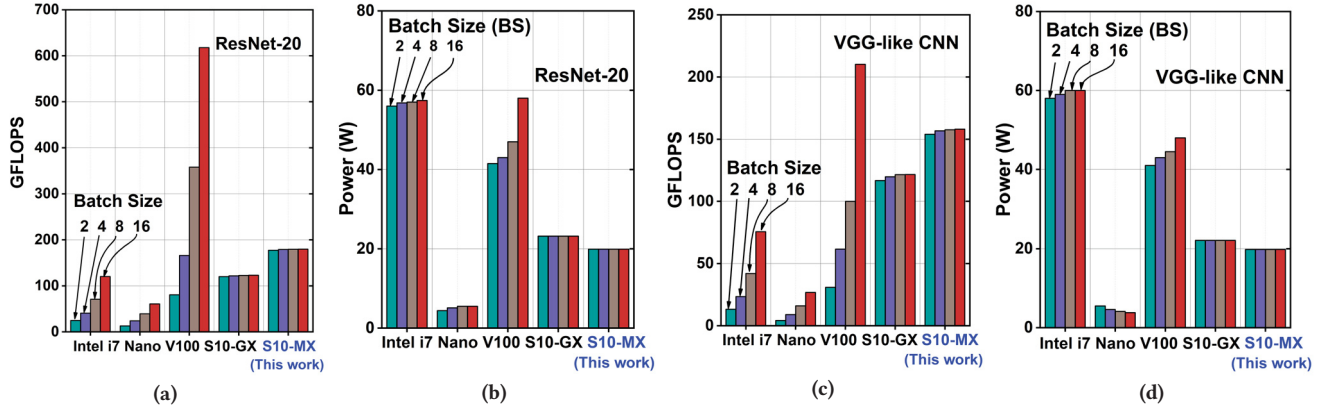 700
600
500
400
300
200
100
0
GFLOPS
ResNet-20
Batch Size
2 4 8 16
Intel i7 Nano V100 S10-GX S10-MX
(This work)
(a)
80
60
40
20
0
Power (W)
Batch Size (BS)
2 4 8 16
ResNet-20
Intel i7 Nano V100 S10-GX S10-MX
(This work)
(b)
250
200
150
100
50
0
GFLOPS
VGG-like CNN
Batch Size
2 4 8 16
Intel i7 Nano V100 S10-GX S10-MX
(This work)
(c)
80
60
40
20
0
Power (W)
Batch Size (BS)
2 4 8 16
VGG-like CNN
Intel i7 Nano V100 S10-GX S10-MX
(This work)
(d)